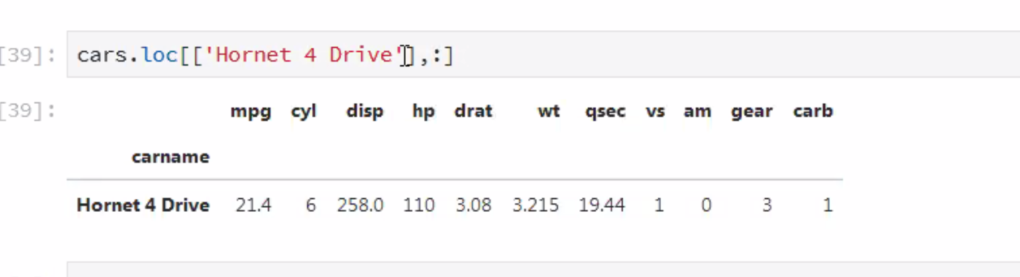 [39]: cars.loc[['Hornet 4 Drive'],:]
[39]:
mpg cyl disp hp drat wt qsec vs am gear carb
carname
Hornet 4 Drive 21.4 6 258.0 110 3.08 3.215 19.44 1 0 3 1